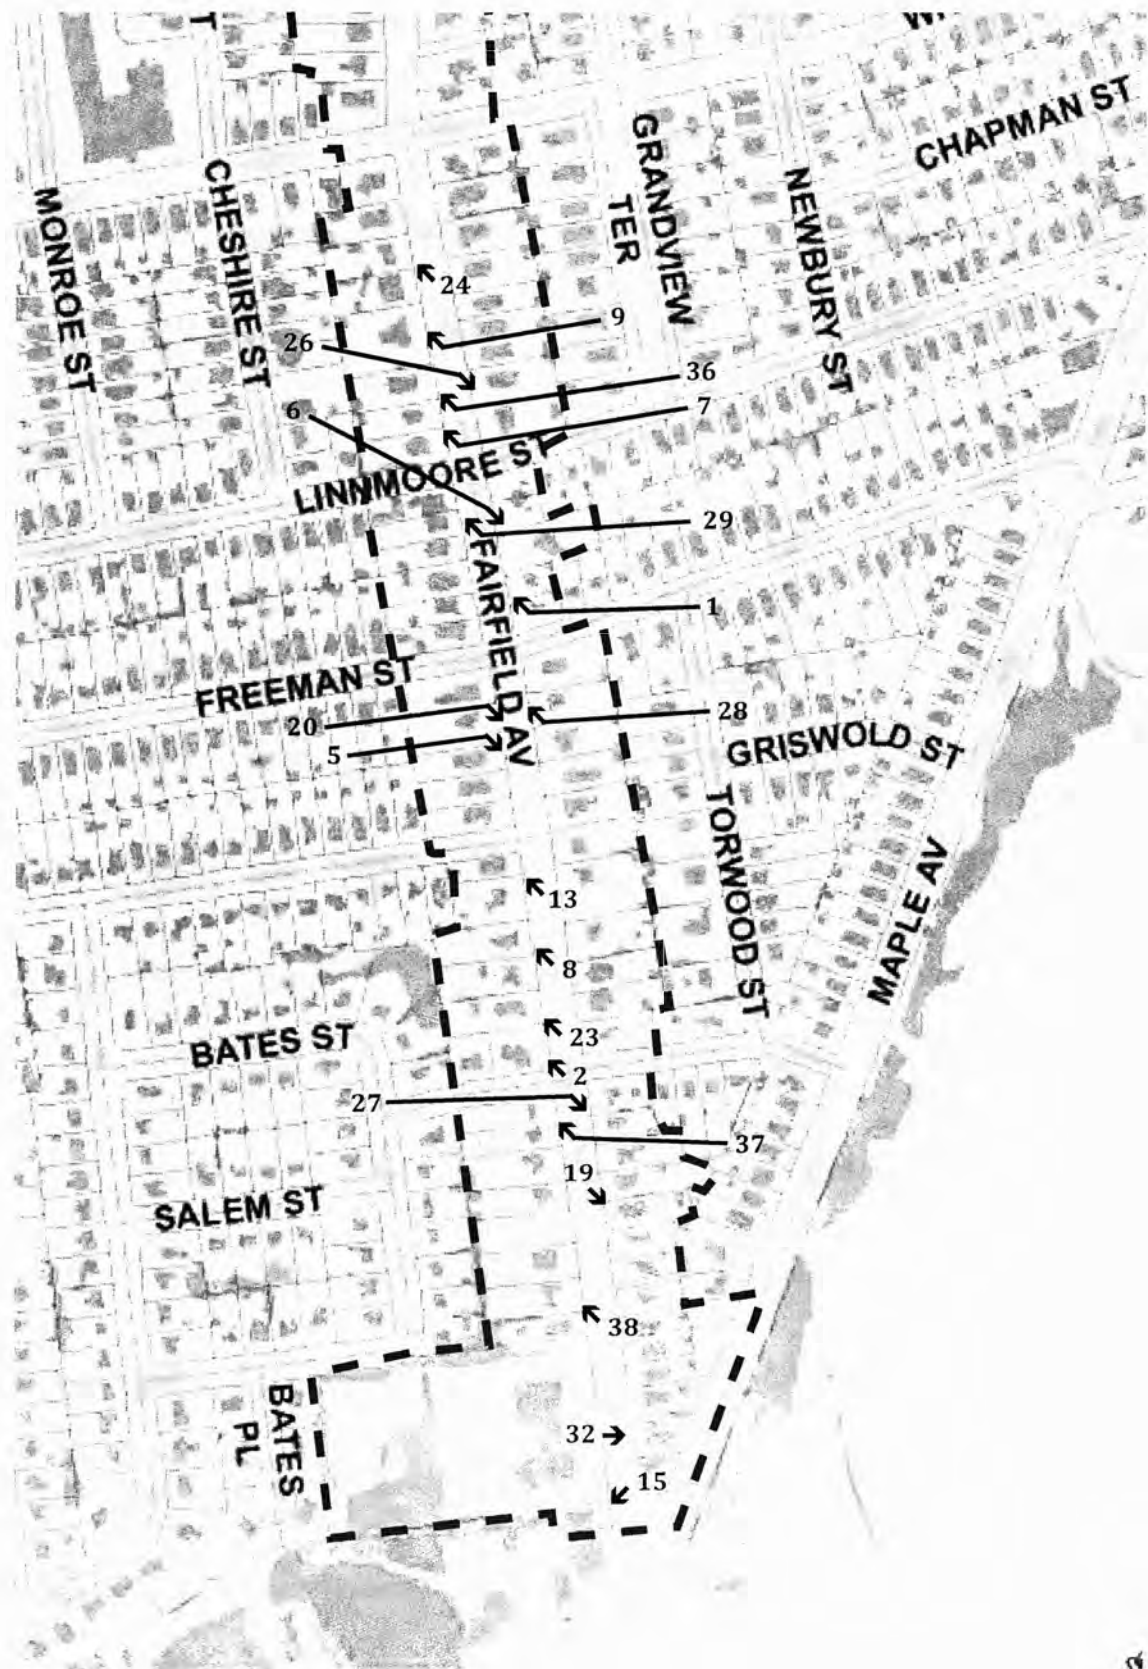 CHAPMAN ST
GRANDVIEW
TER
CHESHIRE ST
NEWBURY ST
MONROE ST
24
9
26
36
7
6
LINNMOORE ST
29
FAIRFIELD AV
1
FREEMAN ST
20
28
5
GRISWOLD ST
TORWOOD ST
MAPLE AV
13
8
23
BATES ST
2
27
37
19
SALEM ST
38
BATES
PL
32
15